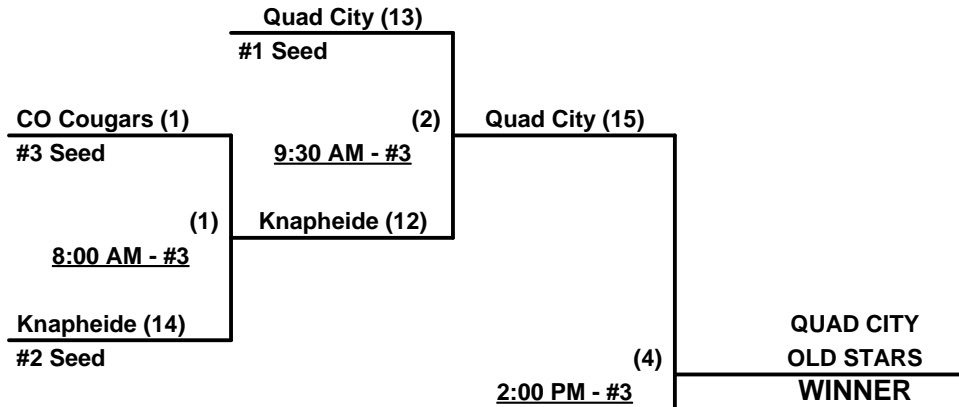 Quad City (13)
#1 Seed
CO Cougars (1)
(2)
Quad City (15)
#3 Seed
9:30 AM - #3
(1)
Knapheide (12)
8:00 AM - #3
Knapheide (14)
QUAD CITY
#2 Seed
(4)
OLD STARS
2:00 PM - #3
WINNER